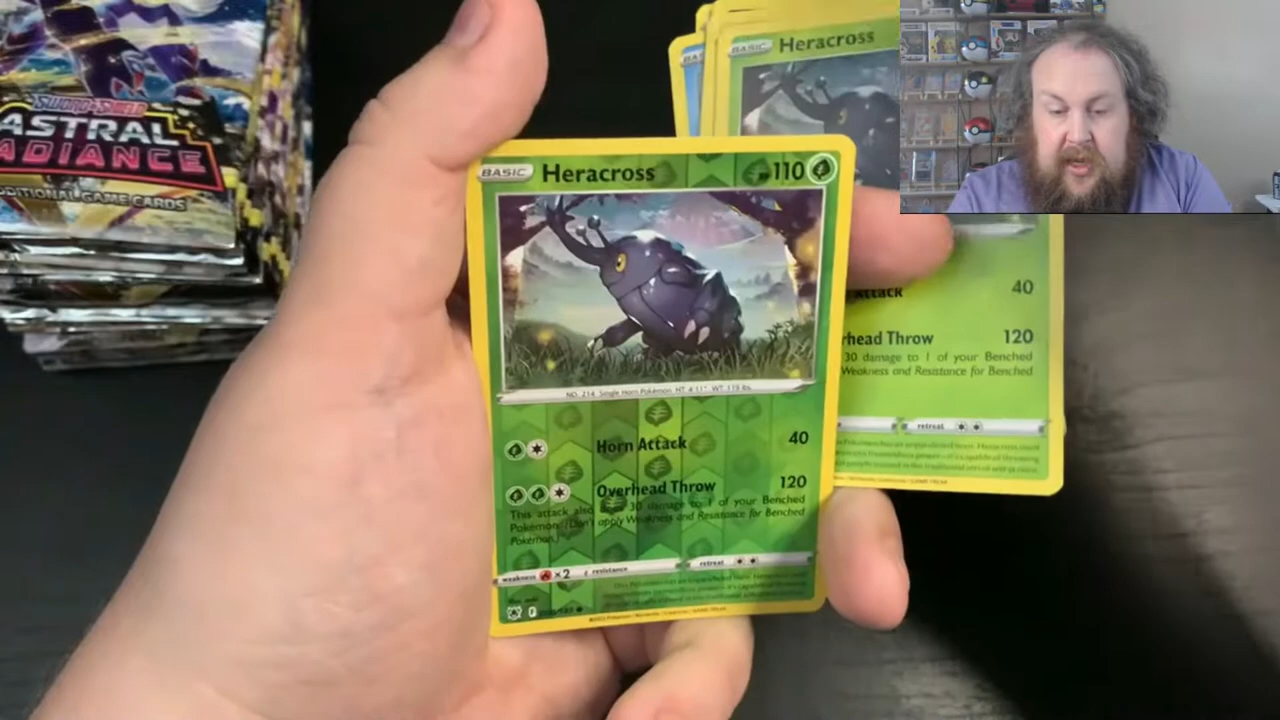 SWORD & SHIELD
ASTRAL
RADIANCE
ADDITIONAL GAME CARDS
BASIC Heracross
BASIC Heracross 110
NO. 214 Single Horn Pokémon HT: 4'11" WT: 119 lbs.
Horn Attack 40
Overhead Throw 120
This attack also 30 damage to 1 of your Benched
Pokémon. (Don't apply Weakness and Resistance for Benched
Pokémon.)
weakness ×2 resistance retreat
Attack 40
rhead Throw 120
30 damage to 1 of your Benched
Weakness and Resistance for Benched
retreat